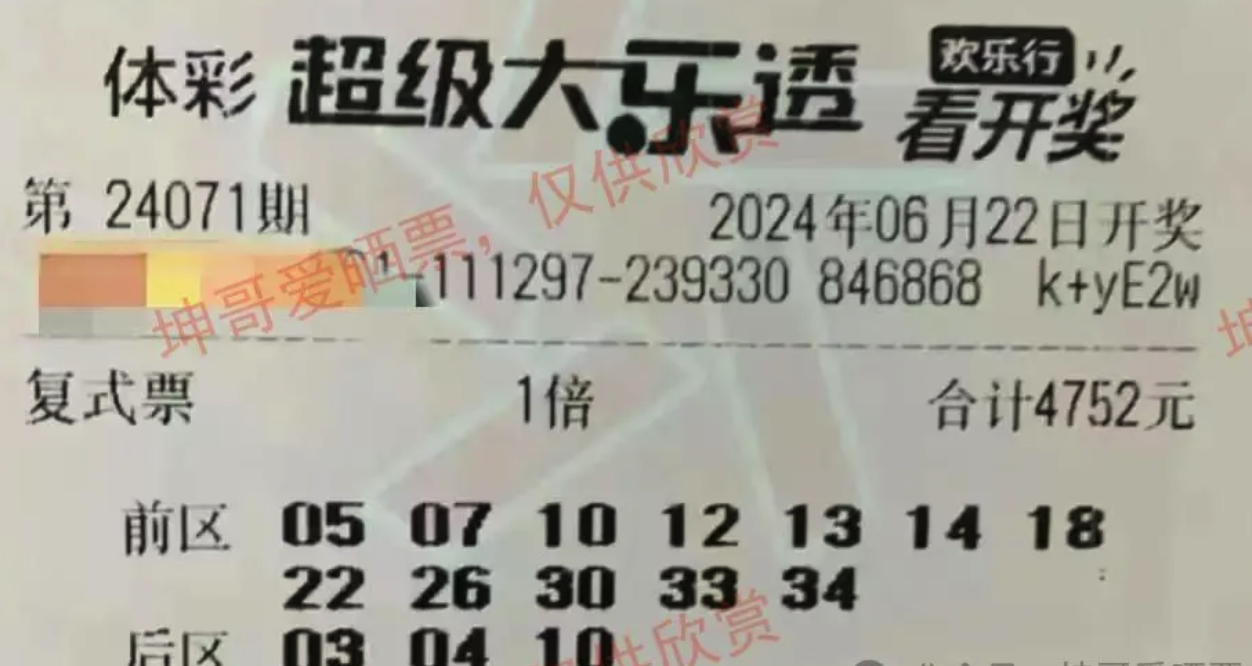 体彩 超级大乐透 欢乐行 看开奖
第 24071期 2024年06月22日开奖
-111297-239330 846868 k+yE2w
坤哥爱晒票，仅供欣赏
复式票 1倍 合计4752元
前区 05 07 10 12 13 14 18
22 26 30 33 34
后区 03 04 10
供欣赏